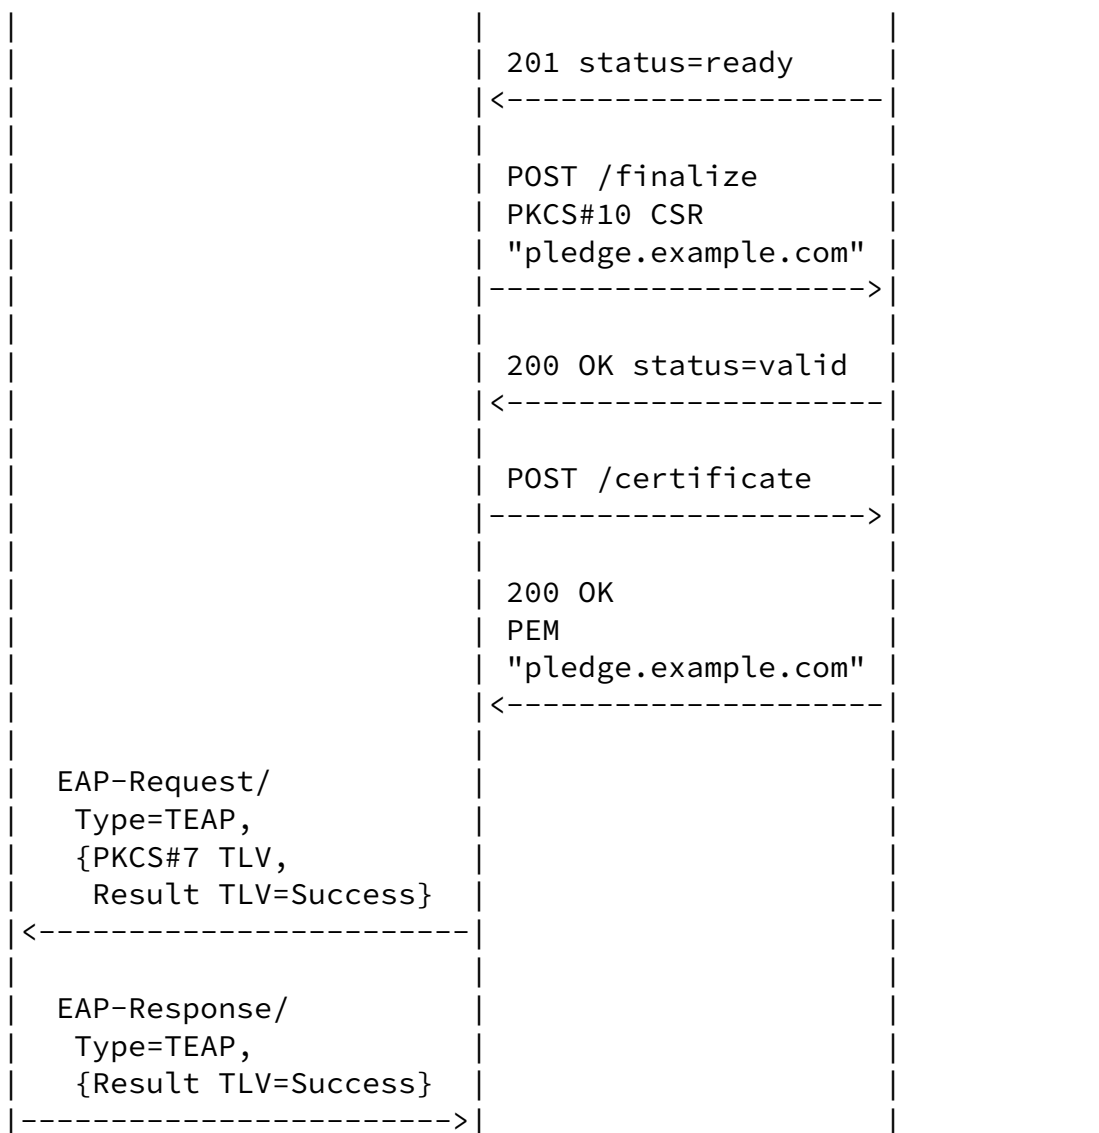 201 status=ready
POST /finalize
PKCS#10 CSR
"pledge.example.com"
200 OK status=valid
POST /certificate
200 OK
PEM
"pledge.example.com"
EAP-Request/
Type=TEAP,
{PKCS#7 TLV,
Result TLV=Success}
EAP-Response/
Type=TEAP,
{Result TLV=Success}